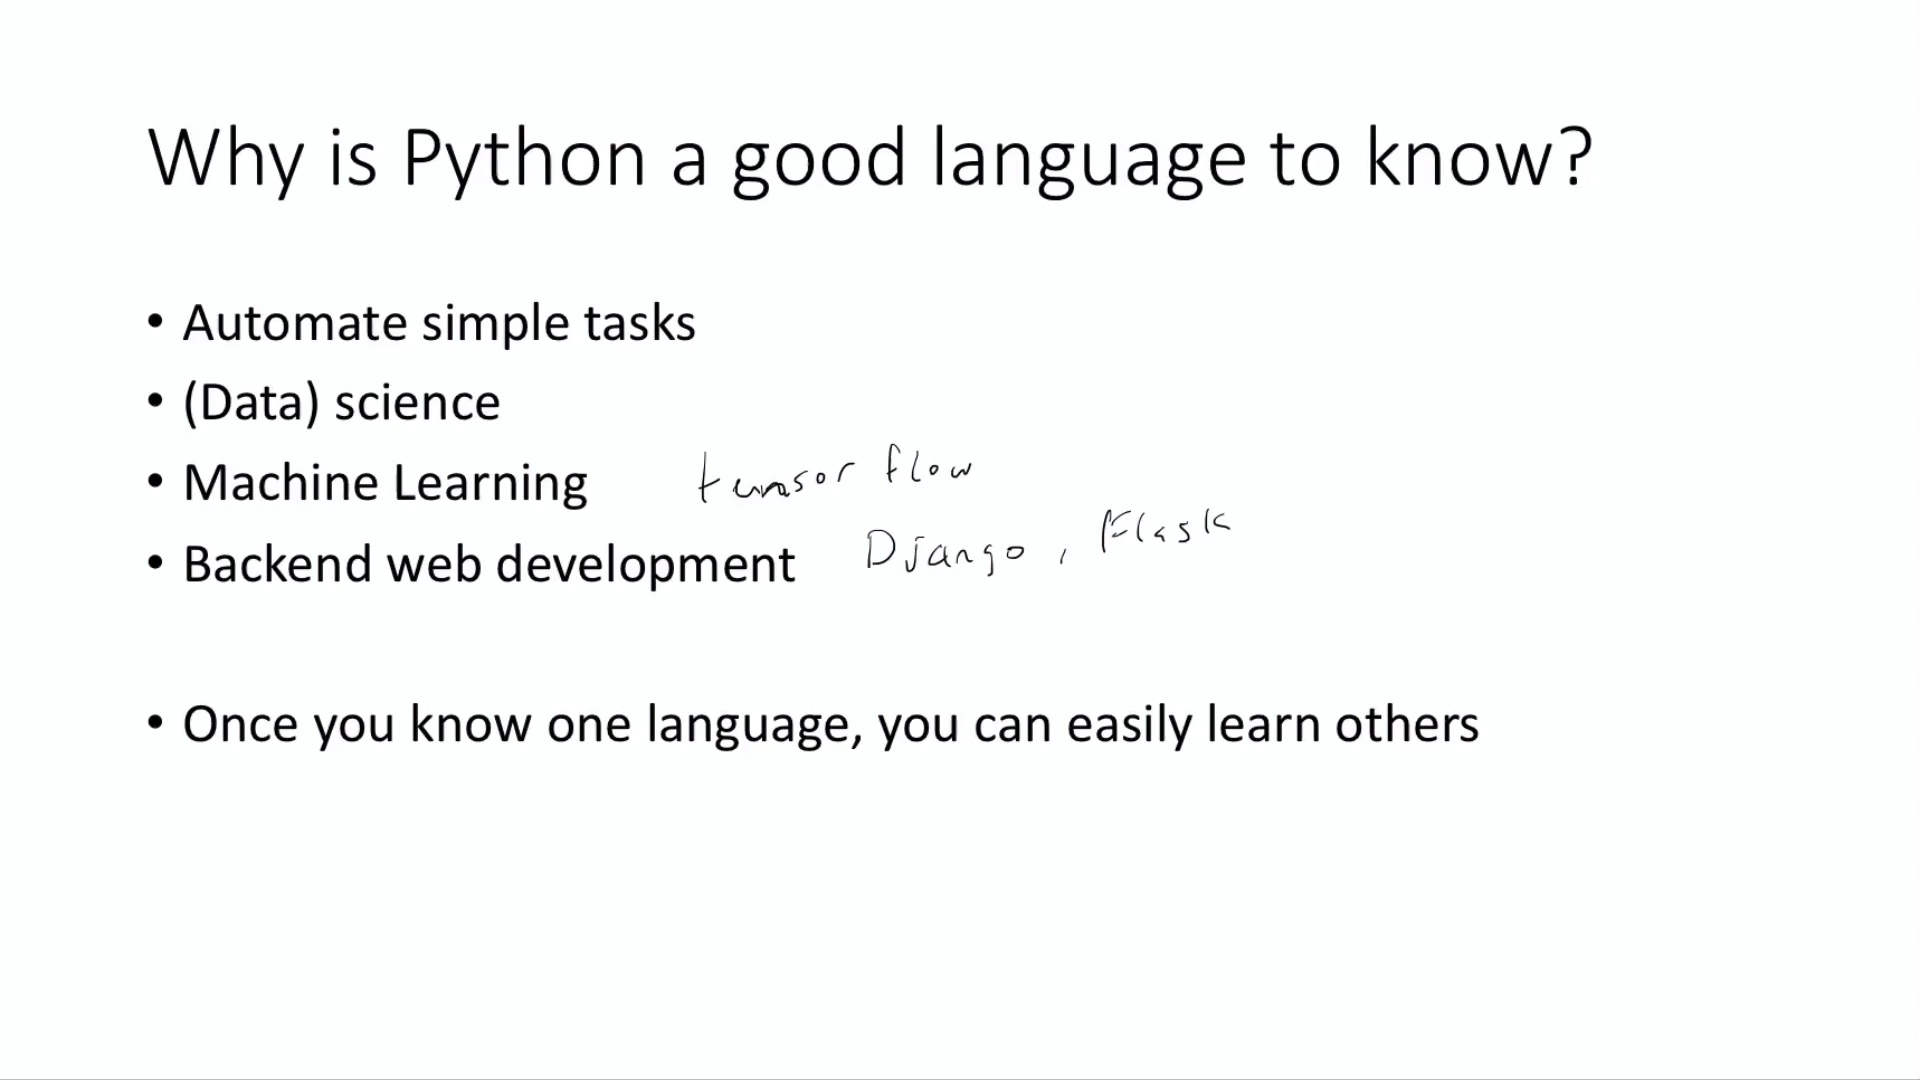 Why is Python a good language to know?
• Automate simple tasks
• (Data) science
• Machine Learning tensor flow
• Backend web development Django, Flask
• Once you know one language, you can easily learn others